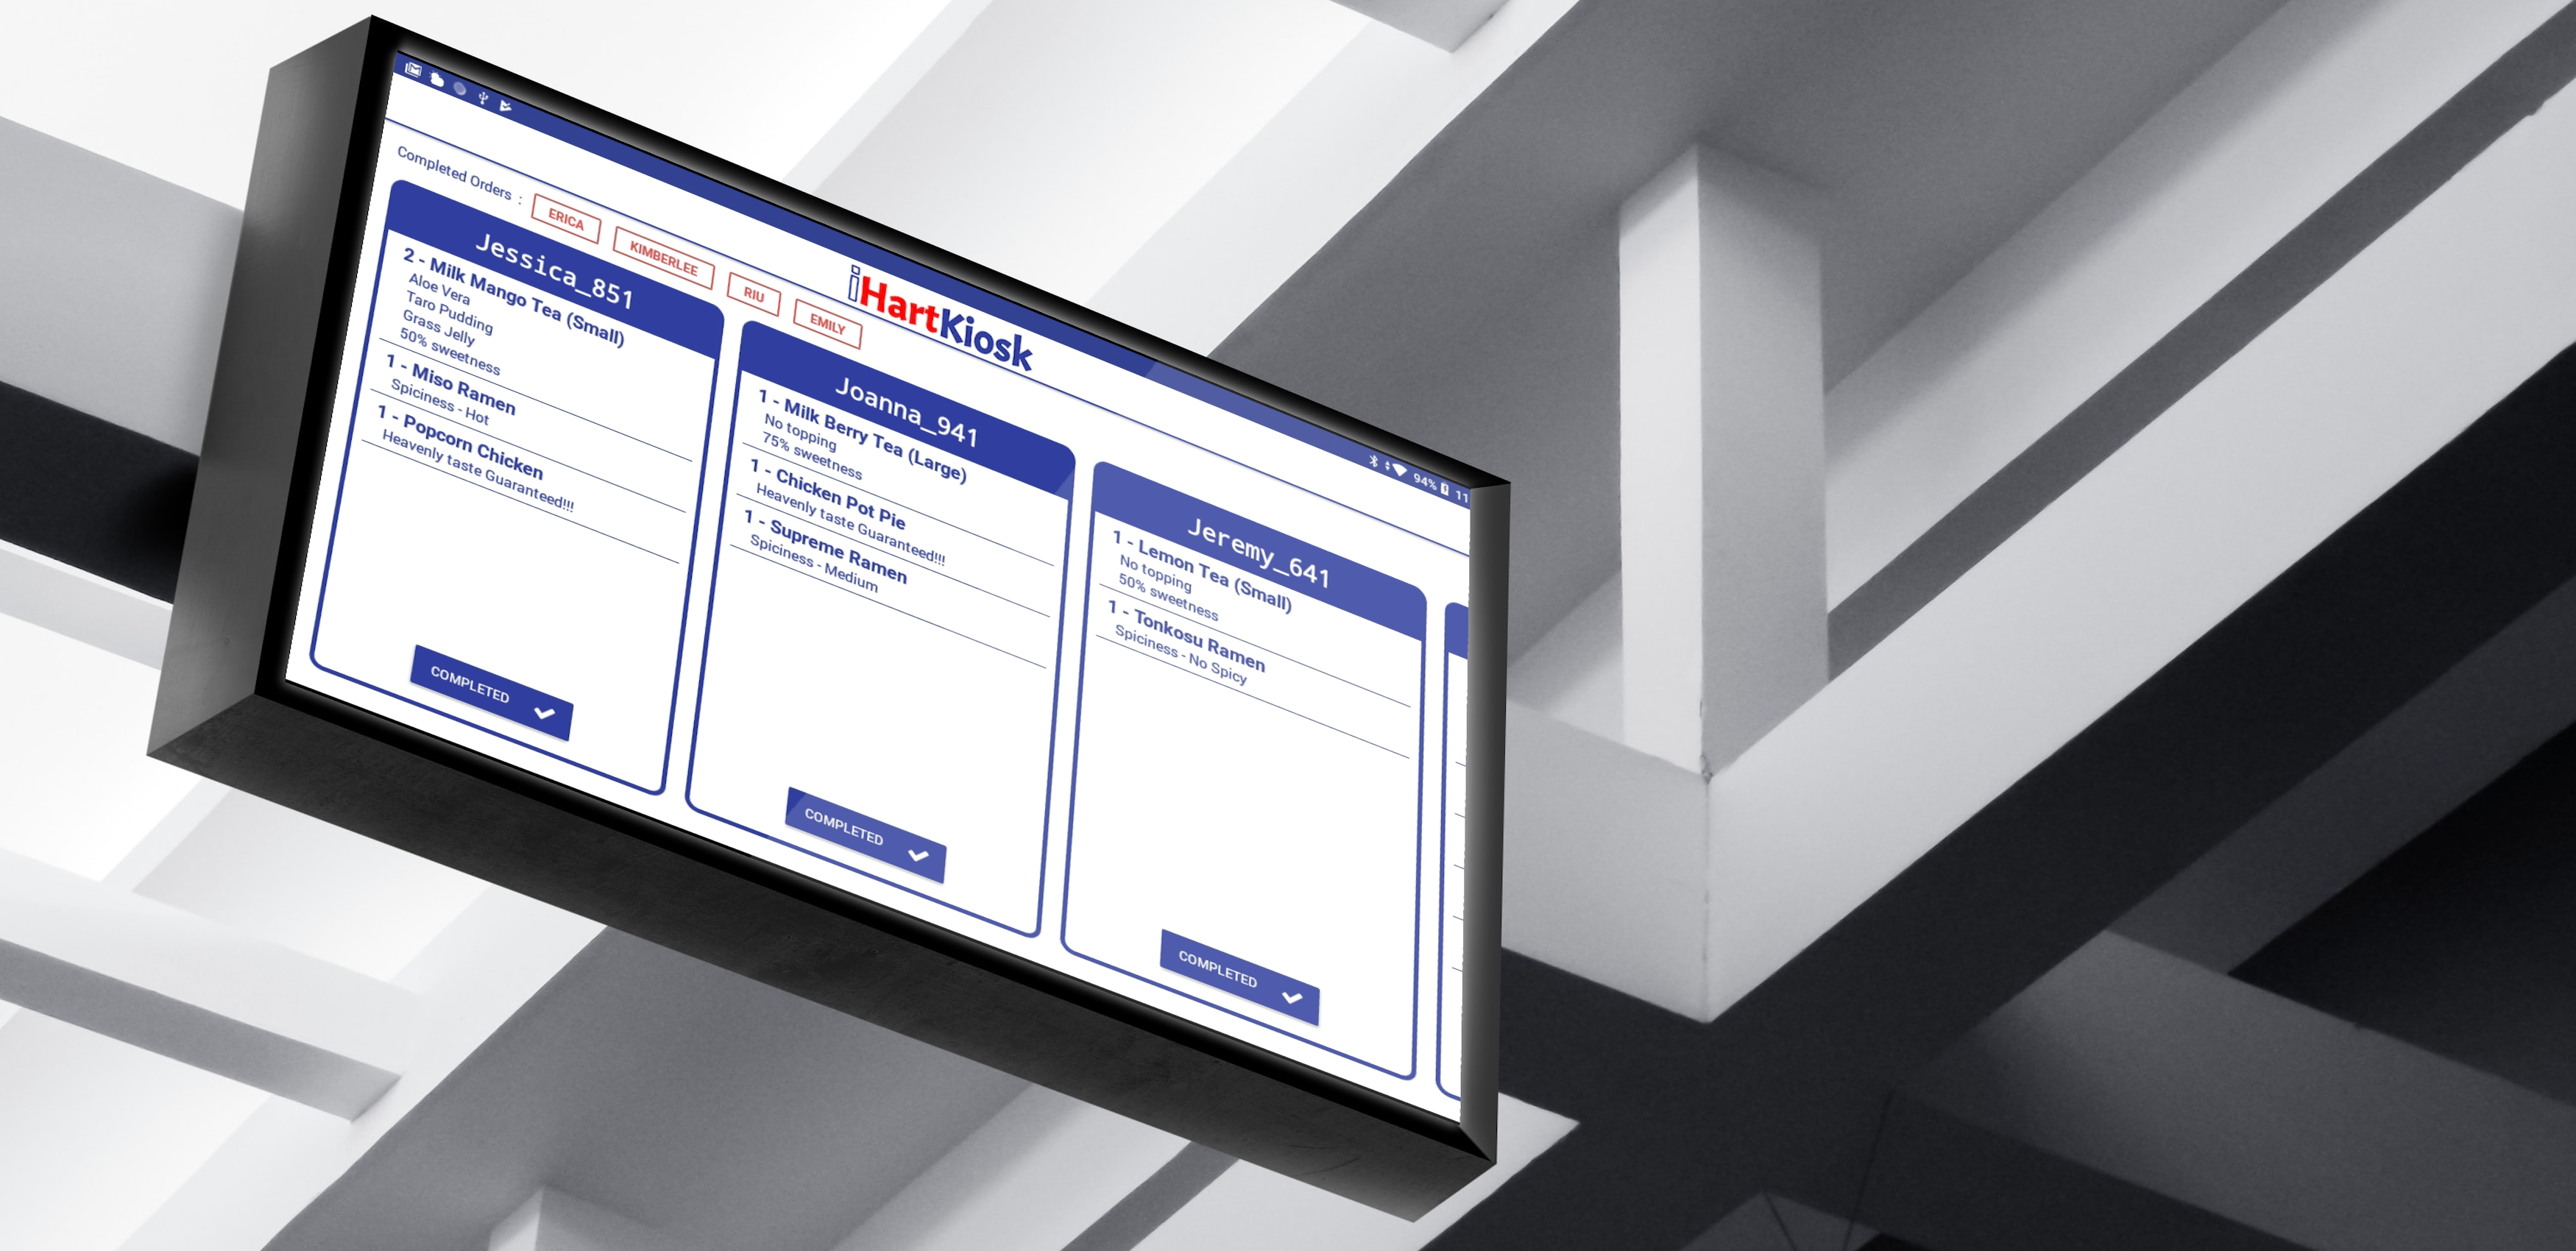 94% 11
iHartKiosk
Completed Orders : ERICA KIMBERLEE RIU EMILY
Jessica_851
2 - Milk Mango Tea (Small)
Aloe Vera
Taro Pudding
Grass Jelly
50% sweetness
1 - Miso Ramen
Spiciness - Hot
1 - Popcorn Chicken
Heavenly taste Guaranteed!!!
COMPLETED
Joanna_941
1 - Milk Berry Tea (Large)
No topping
75% sweetness
1 - Chicken Pot Pie
Heavenly taste Guaranteed!!!
1 - Supreme Ramen
Spiciness - Medium
COMPLETED
Jeremy_641
1 - Lemon Tea (Small)
No topping
50% sweetness
1 - Tonkosu Ramen
Spiciness - No Spicy
COMPLETED